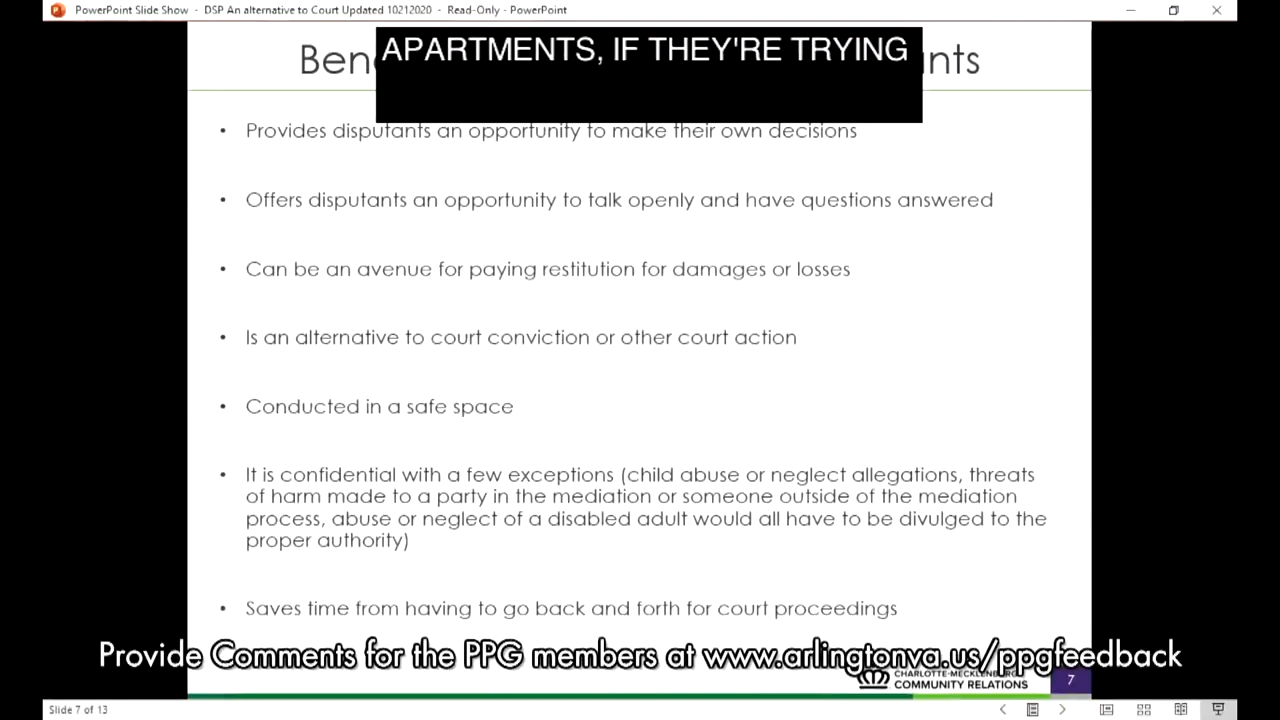 PowerPoint Slide Show - DSP An alternative to Court Updated 10212020 - Read-Only - PowerPoint
APARTMENTS, IF THEY'RE TRYING
• Provides disputants an opportunity to make their own decisions
• Offers disputants an opportunity to talk openly and have questions answered
• Can be an avenue for paying restitution for damages or losses
• Is an alternative to court conviction or other court action
• Conducted in a safe space
• It is confidential with a few exceptions (child abuse or neglect allegations, threats
of harm made to a party in the mediation or someone outside of the mediation
process, abuse or neglect of a disabled adult would all have to be divulged to the
proper authority)
• Saves time from having to go back and forth for court proceedings
Provide Comments for the PPG members at www.arlingtonva.us/ppgfeedback
CHARLOTTE-MECKLENBURG
COMMUNITY RELATIONS
7
Slide 7 of 13